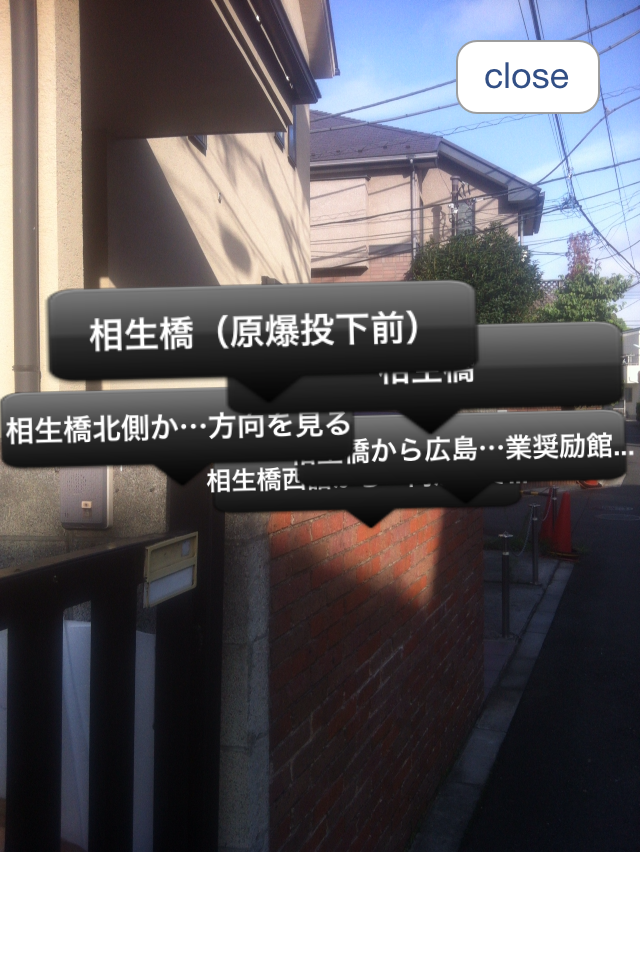 close
相生橋（原爆投下前）
相生橋
相生橋北側か…方向を見る
橋から広島…業奨励館...
相生橋西